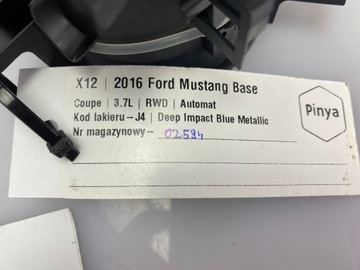 X12 | 2016 Ford Mustang Base
Coupe | 3.7L | RWD | Automat
Kod lakieru – J4 | Deep Impact Blue Metallic
Nr magazynowy - 02594
Pinya